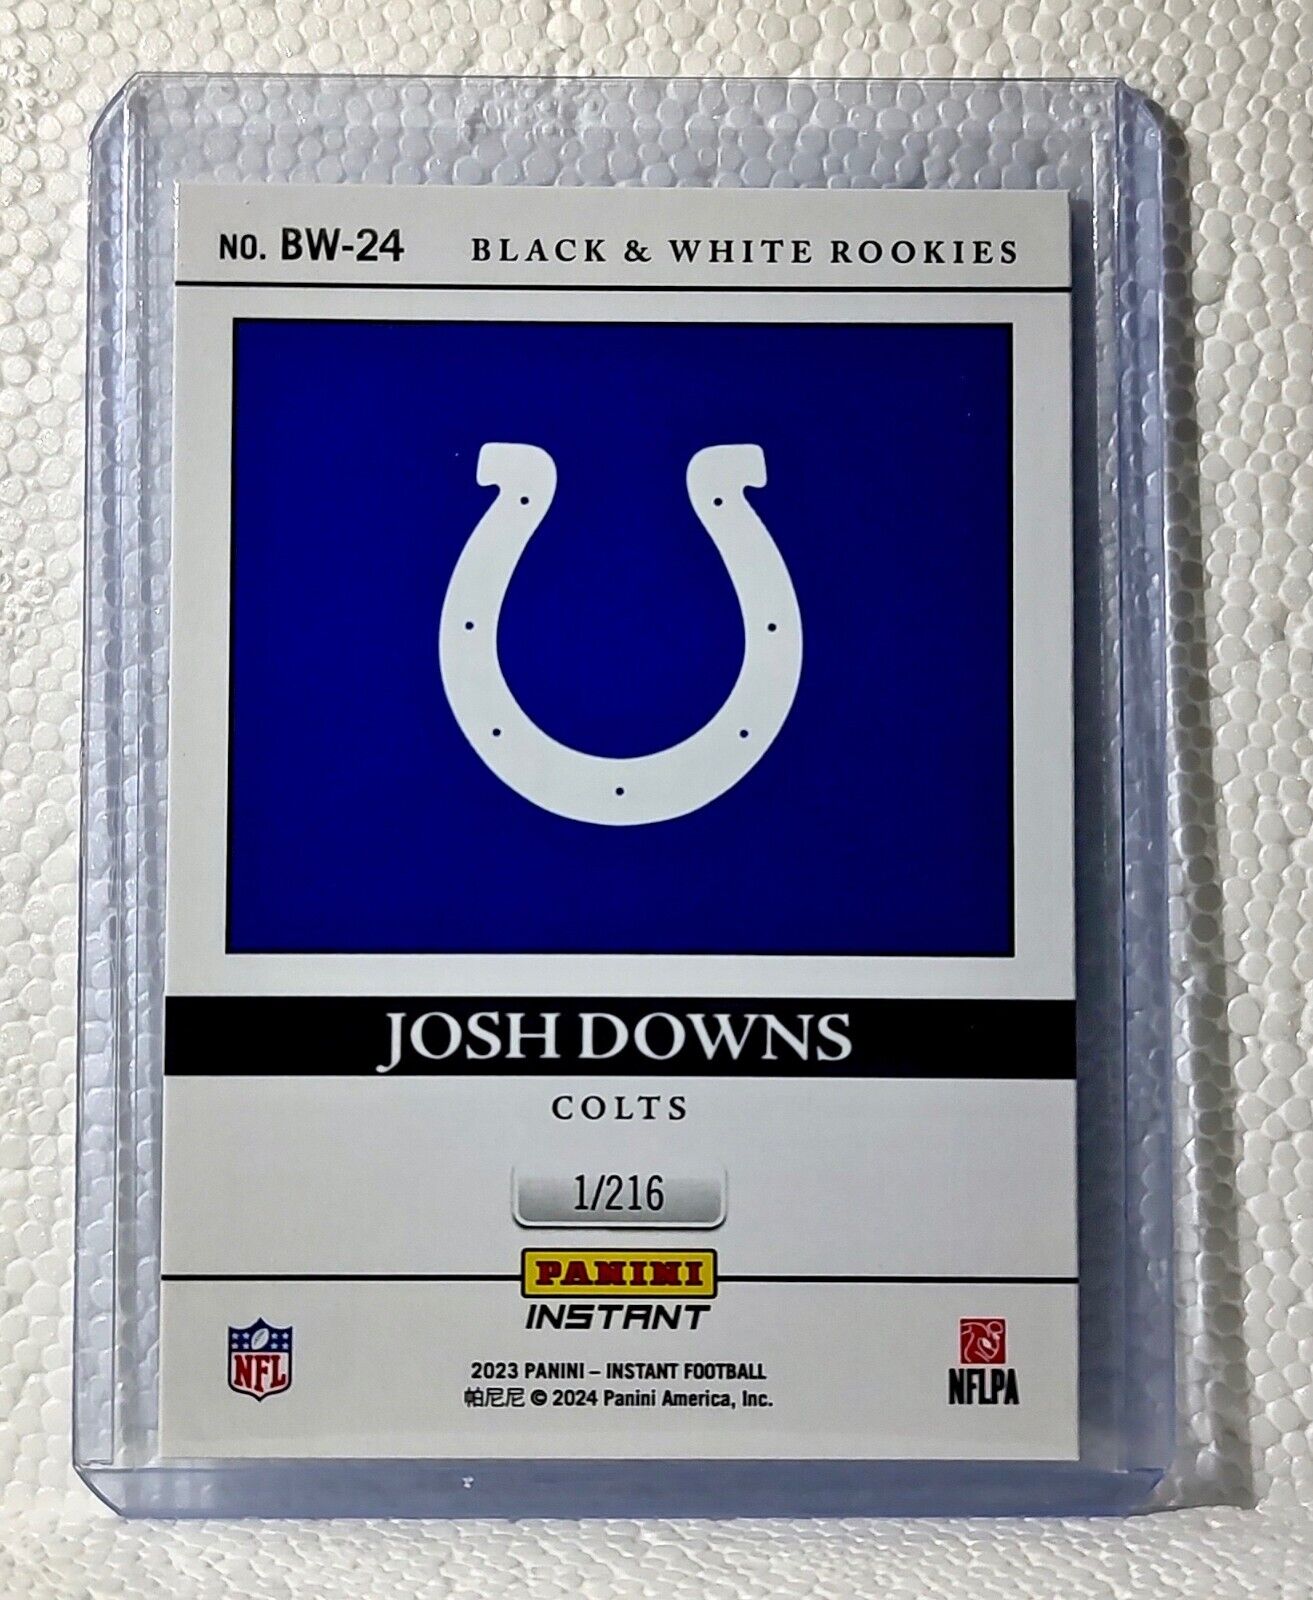 NO. BW-24 BLACK & WHITE ROOKIES
JOSH DOWNS
COLTS
1/216
PANINI
INSTANT
NFL
NFLPA
2023 PANINI – INSTANT FOOTBALL
帕尼尼 © 2024 Panini America, Inc.